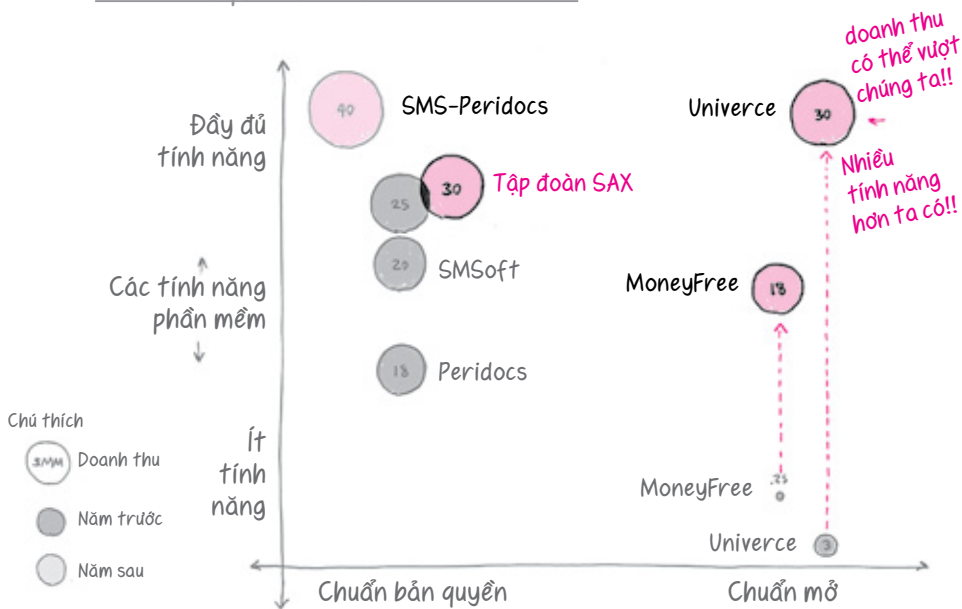 doanh thu
có thể vượt
chúng ta!!
40
SMS-Peridocs
Univerce
30
Đầy đủ
tính năng
Nhiều
tính năng
hơn ta có!!
25
30
Tập đoàn SAX
20
SMSoft
Các tính năng
phần mềm
MoneyFree
18
18
Peridocs
Chú thích
$MM
Doanh thu
Năm trước
Năm sau
Ít
tính
năng
MoneyFree
.25
Univerce
3
Chuẩn bản quyền
Chuẩn mở